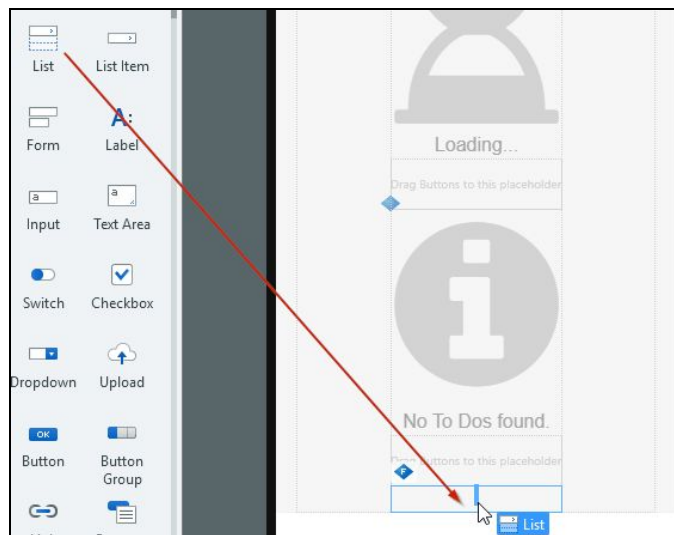 List
List Item
A:
Form
Label
a
a
Input
Text Area
Switch
Checkbox
Dropdown
Upload
OK
Button
Button
Group
Loading...
Drag Buttons to this placeholder
No To Dos found.
Drag Buttons to this placeholder
F
List